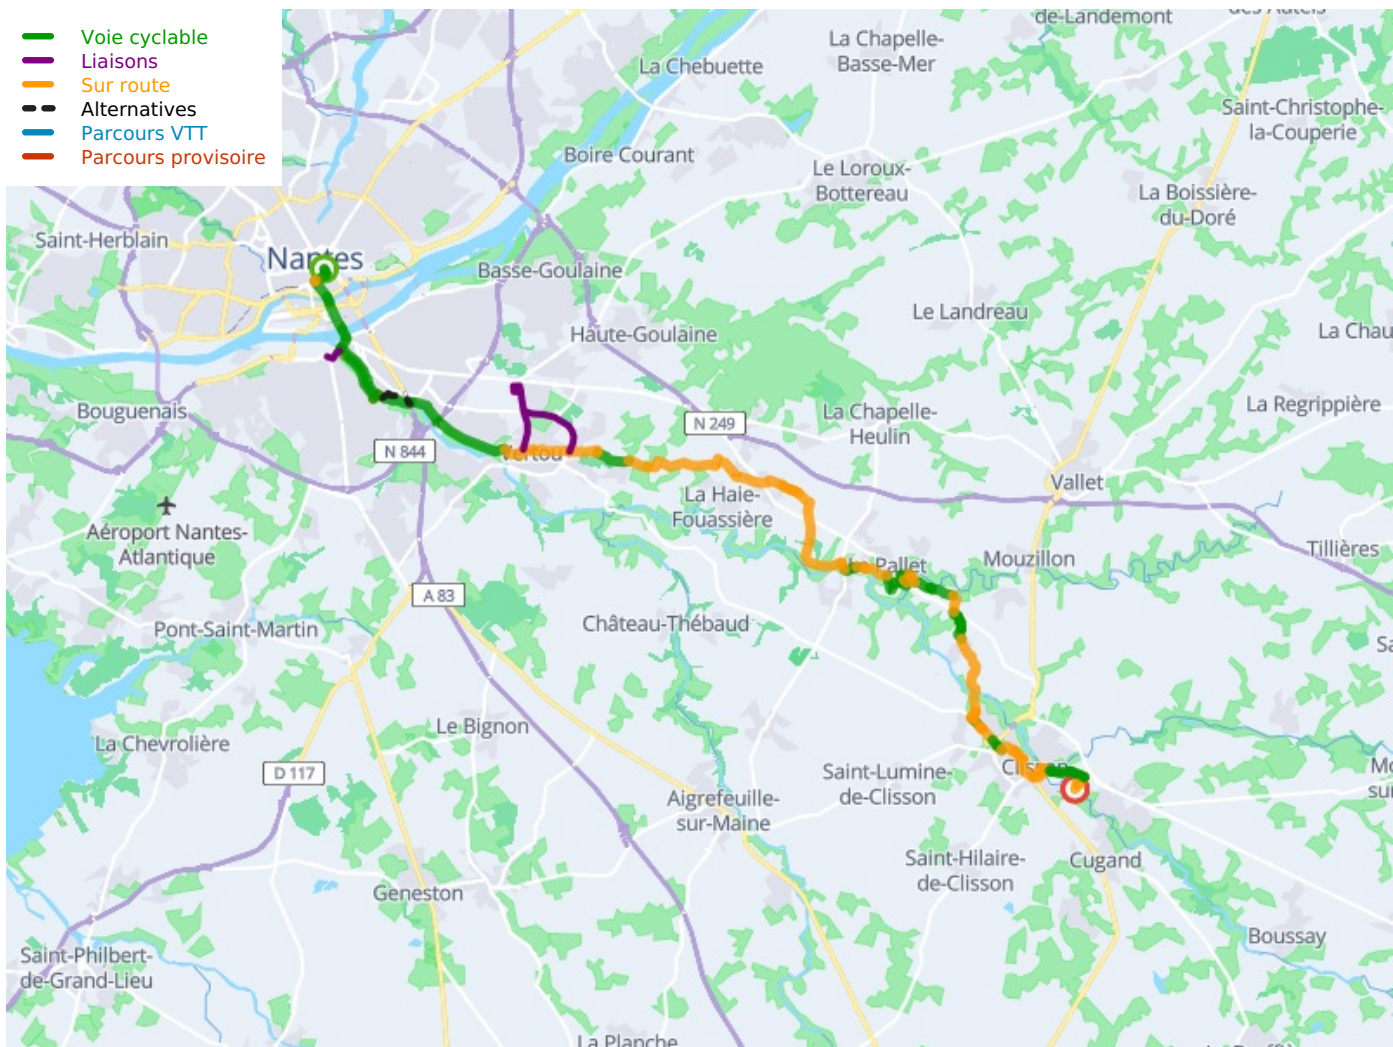 Voie cyclable
Liaisons
Sur route
Alternatives
Parcours VTT
Parcours provisoire
de-Landemont
La Chapelle-
Basse-Mer
La Chebuette
Saint-Christophe-
la-Couperie
Boire Courant
Le Loroux-
Bottereau
La Boissière-
du-Doré
Saint-Herblain
Nantes
Basse-Goulaine
Le Landreau
Haute-Goulaine
La Chau
Bouguenais
La Chapelle-
Heulin
La Regrippière
N 249
N 844
Vertou
Vallet
La Haie-
Fouassière
Aéroport Nantes-
Atlantique
Tillières
Le Pallet
Mouzillon
A 83
Pont-Saint-Martin
Château-Thébaud
Le Bignon
La Chevrolière
D 117
Clisson
Saint-Lumine-
de-Clisson
Aigrefeuille-
sur-Maine
Saint-Hilaire-
de-Clisson
Cugand
Geneston
Boussay
Saint-Philbert-
de-Grand-Lieu
La Planche